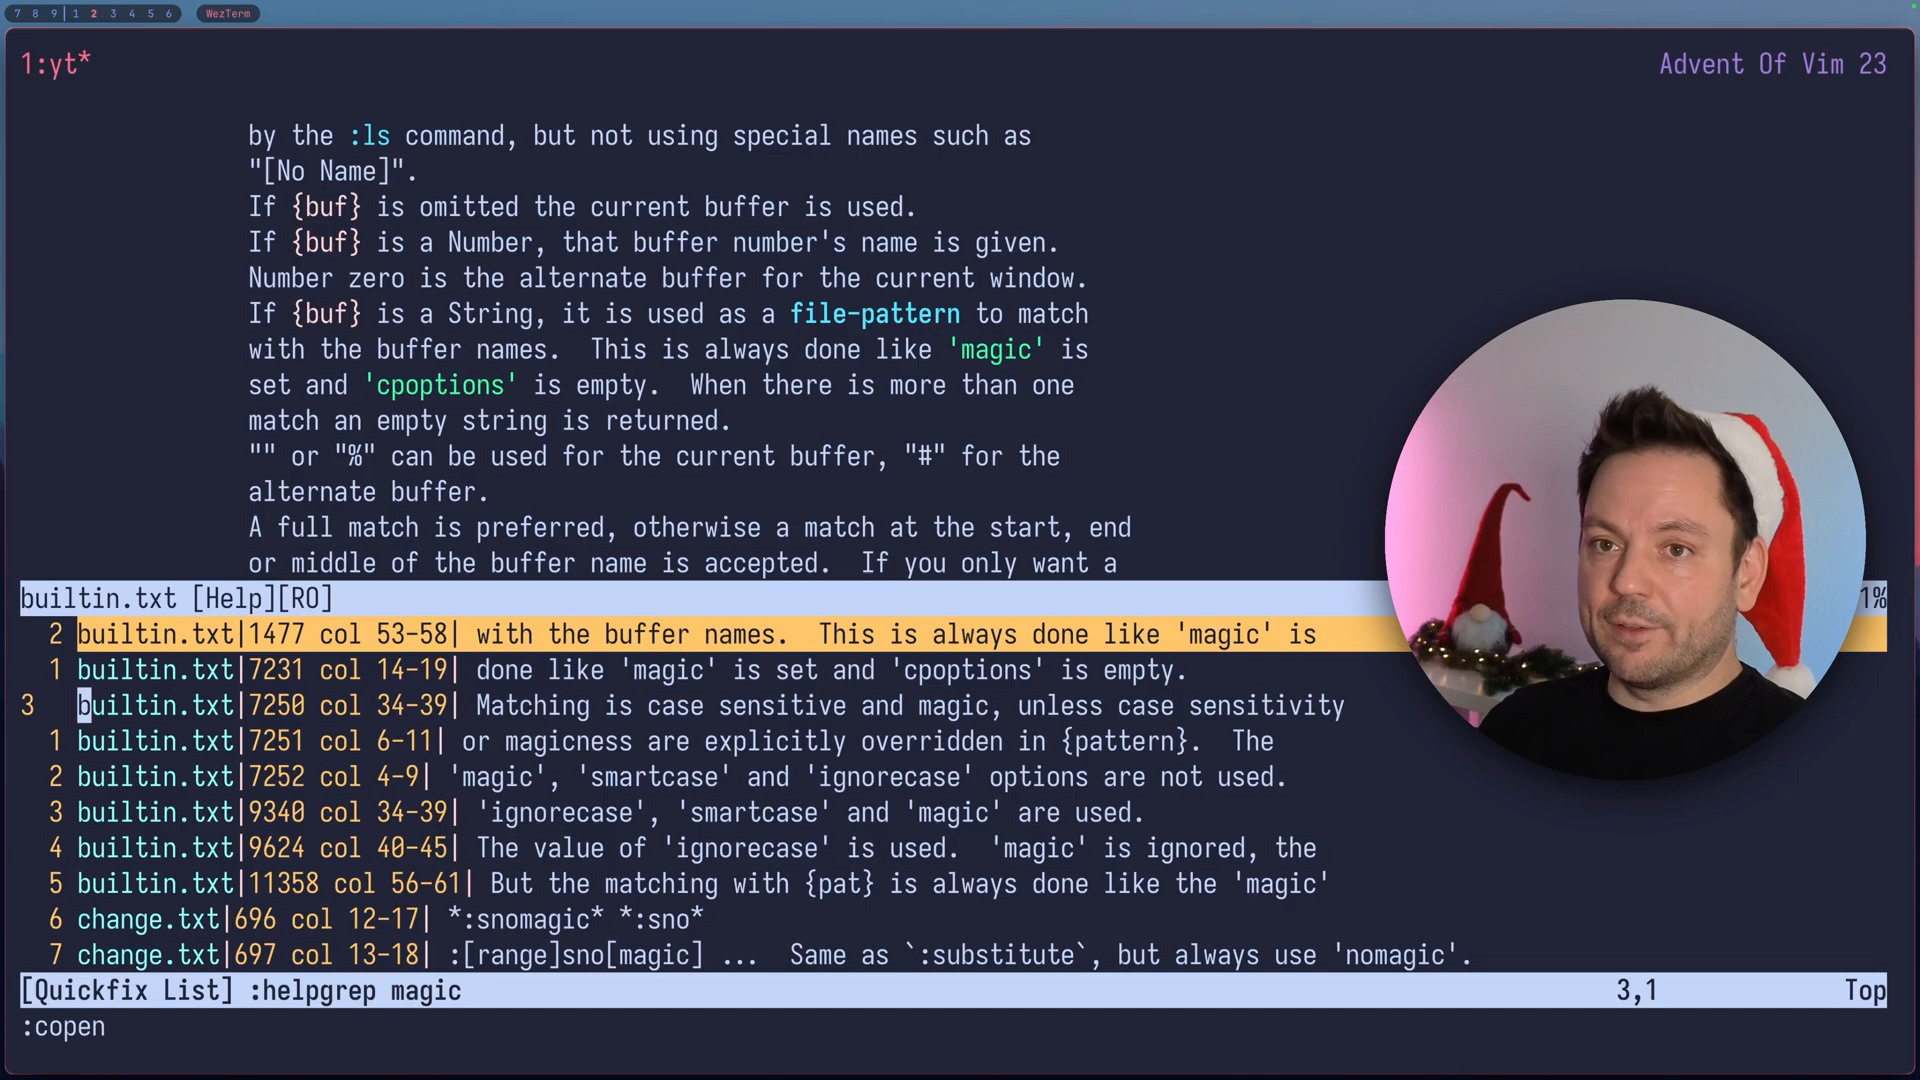 7 8 9 1 2 3 4 5 6 WezTerm
1:yt* Advent Of Vim 23
by the :ls command, but not using special names such as
"[No Name]".
If {buf} is omitted the current buffer is used.
If {buf} is a Number, that buffer number's name is given.
Number zero is the alternate buffer for the current window.
If {buf} is a String, it is used as a file-pattern to match
with the buffer names.  This is always done like 'magic' is
set and 'cpoptions' is empty.  When there is more than one
match an empty string is returned.
"" or "%" can be used for the current buffer, "#" for the
alternate buffer.
A full match is preferred, otherwise a match at the start, end
or middle of the buffer name is accepted.  If you only want a
builtin.txt [Help][RO] 1%
2 builtin.txt|1477 col 53-58| with the buffer names.  This is always done like 'magic' is
1 builtin.txt|7231 col 14-19| done like 'magic' is set and 'cpoptions' is empty.
3 builtin.txt|7250 col 34-39| Matching is case sensitive and magic, unless case sensitivity
1 builtin.txt|7251 col 6-11| or magicness are explicitly overridden in {pattern}.  The
2 builtin.txt|7252 col 4-9| 'magic', 'smartcase' and 'ignorecase' options are not used.
3 builtin.txt|9340 col 34-39| 'ignorecase', 'smartcase' and 'magic' are used.
4 builtin.txt|9624 col 40-45| The value of 'ignorecase' is used.  'magic' is ignored, the
5 builtin.txt|11358 col 56-61| But the matching with {pat} is always done like the 'magic'
6 change.txt|696 col 12-17| *:snomagic* *:sno*
7 change.txt|697 col 13-18| :[range]sno[magic] ...  Same as `:substitute`, but always use 'nomagic'.
[Quickfix List] :helpgrep magic 3,1 Top
:copen